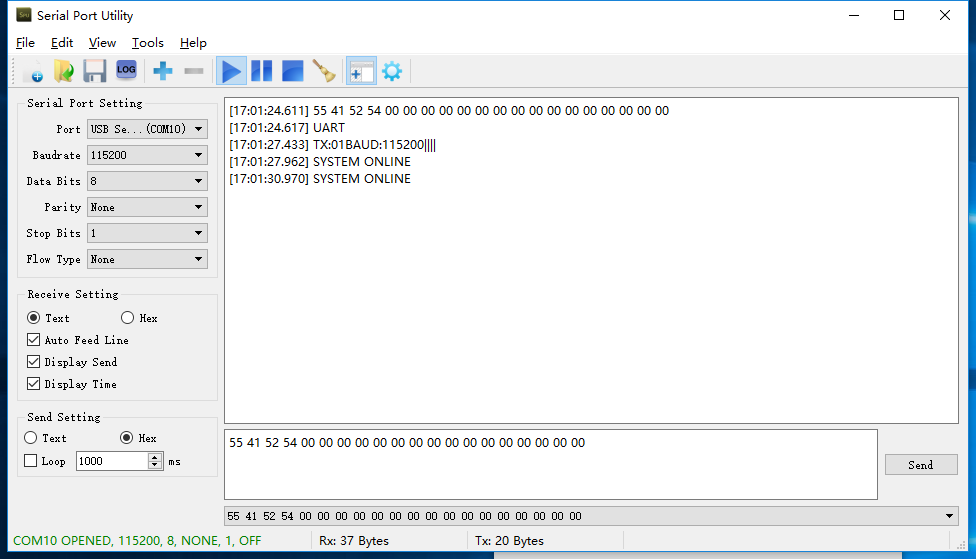 Serial Port Utility
File Edit View Tools Help
LOG
Serial Port Setting
Port USB Se...(COM10)
Baudrate 115200
Data Bits 8
Parity None
Stop Bits 1
Flow Type None
Receive Setting
Text Hex
Auto Feed Line
Display Send
Display Time
Send Setting
Text Hex
Loop 1000 ms
[17:01:24.611] 55 41 52 54 00 00 00 00 00 00 00 00 00 00 00 00 00 00 00 00
[17:01:24.617] UART
[17:01:27.433] TX:01BAUD:115200||||
[17:01:27.962] SYSTEM ONLINE
[17:01:30.970] SYSTEM ONLINE
55 41 52 54 00 00 00 00 00 00 00 00 00 00 00 00 00 00 00 00
Send
55 41 52 54 00 00 00 00 00 00 00 00 00 00 00 00 00 00 00 00
COM10 OPENED, 115200, 8, NONE, 1, OFF Rx: 37 Bytes Tx: 20 Bytes